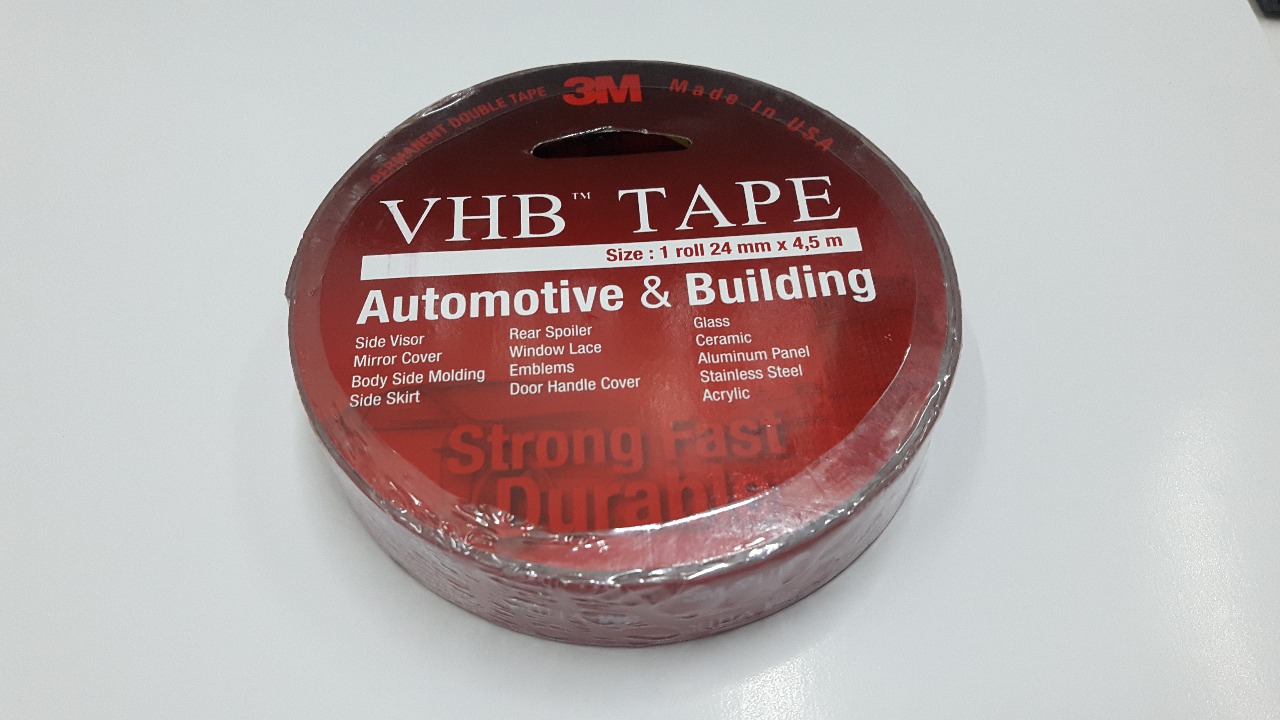 PERMANENT DOUBLE TAPE 3M Made in USA
VHB™ TAPE
Size : 1 roll 24 mm x 4,5 m
Automotive & Building
Side Visor
Mirror Cover
Body Side Molding
Side Skirt
Rear Spoiler
Window Lace
Emblems
Door Handle Cover
Glass
Ceramic
Aluminum Panel
Stainless Steel
Acrylic
Strong Fast
Durable